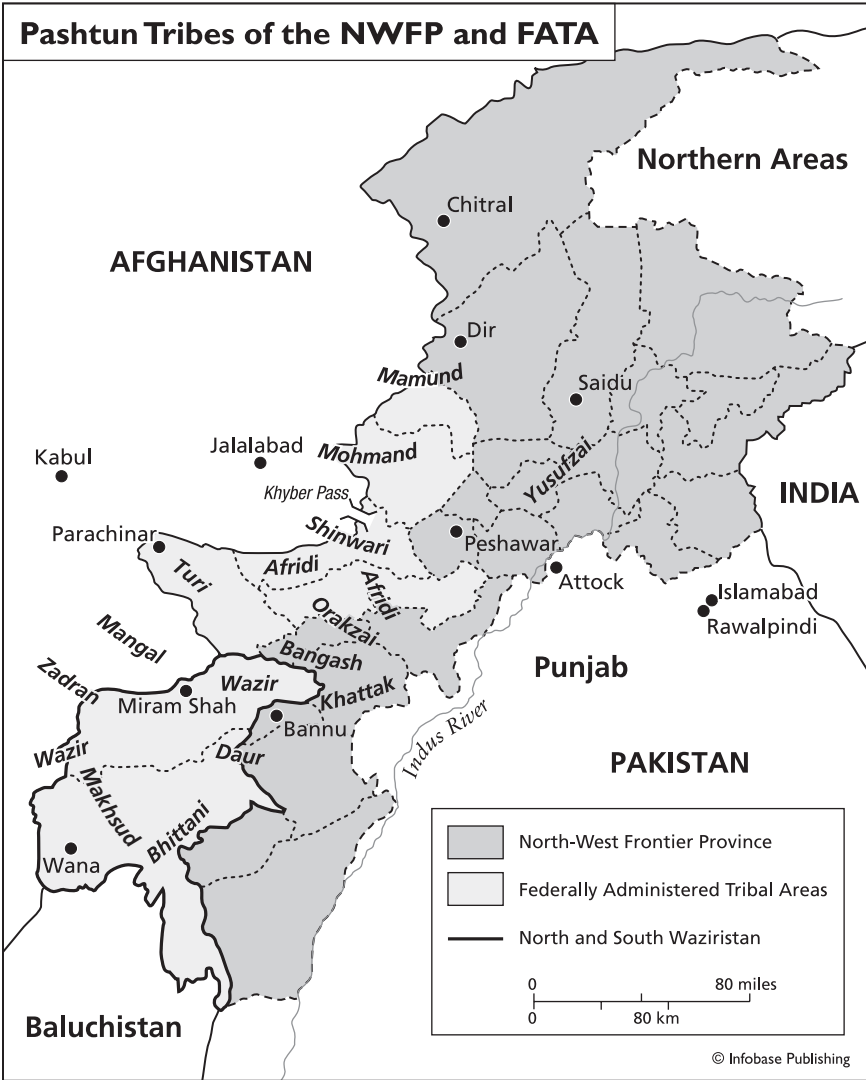 Pashtun Tribes of the NWFP and FATA
Northern Areas
Chitral
AFGHANISTAN
Dir
Mamund
Saidu
Jalalabad
Mohmand
Kabul
Yusufzai
Khyber Pass
INDIA
Shinwari
Parachinar
Peshawar
Afridi
Turi
Attock
Afridi
Islamabad
Orakzai
Rawalpindi
Mangal
Bangash
Punjab
Zadran
Wazir
Khattak
Miram Shah
Bannu
Indus River
Wazir
Daur
PAKISTAN
Makhsud
Bhittani
Wana
North-West Frontier Province
Federally Administered Tribal Areas
North and South Waziristan
0 80 miles
0 80 km
Baluchistan
© Infobase Publishing